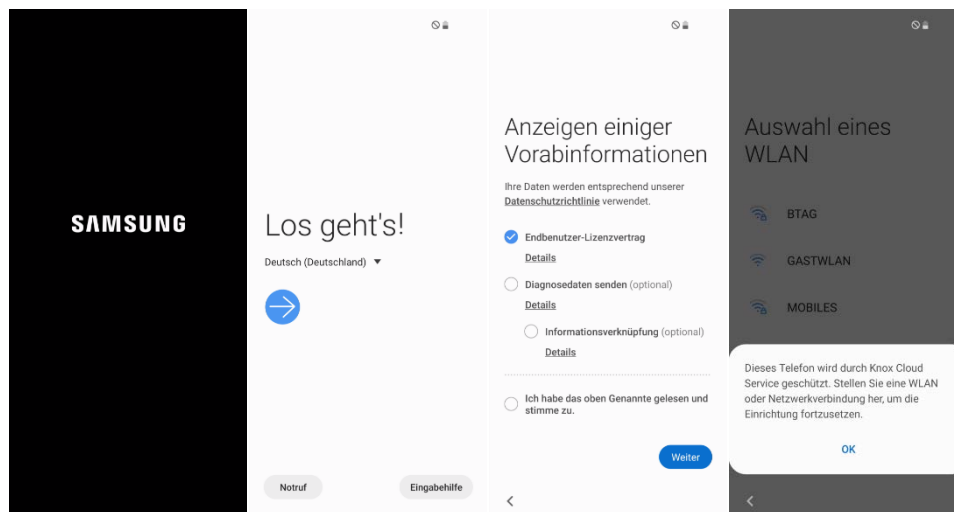 SAMSUNG
Los geht's!
Deutsch (Deutschland)
Notruf
Eingabehilfe
Anzeigen einiger
Vorabinformationen
Ihre Daten werden entsprechend unserer
Datenschutzrichtlinie verwendet.
Endbenutzer-Lizenzvertrag
Details
Diagnosedaten senden (optional)
Details
Informationsverknüpfung (optional)
Details
Ich habe das oben Genannte gelesen und
stimme zu.
Weiter
Auswahl eines
WLAN
BTAG
GASTWLAN
MOBILES
Dieses Telefon wird durch Knox Cloud
Service geschützt. Stellen Sie eine WLAN
oder Netzwerkverbindung her, um die
Einrichtung fortzusetzen.
OK